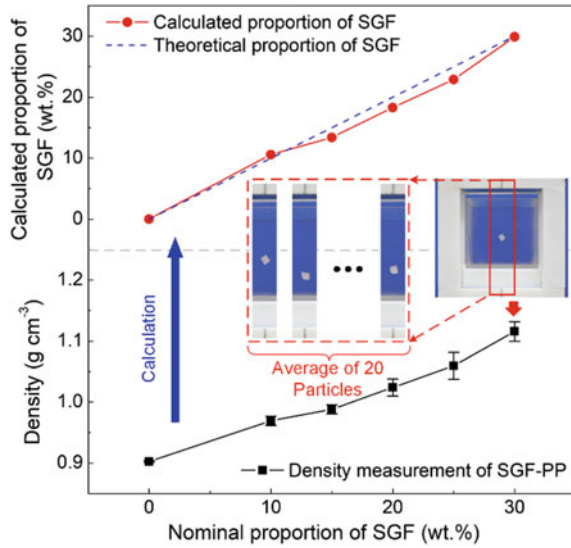 Calculated proportion of SGF
Theoretical proportion of SGF
Calculated proportion of
SGF (wt.%)
30
20
10
0
1.2
1.1
1.0
0.9
Density (g cm⁻³)
Calculation
•••
Average of 20
Particles
Density measurement of SGF-PP
0 10 20 30
Nominal proportion of SGF (wt.%)